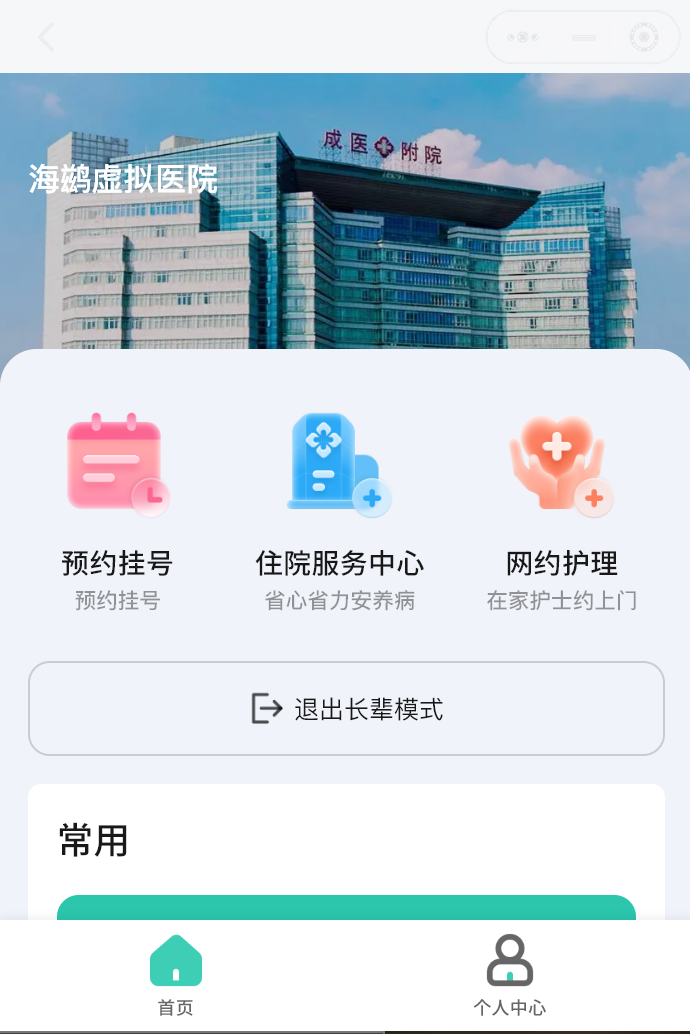 成医附院
海鹚虚拟医院
预约挂号
住院服务中心
网约护理
预约挂号
省心省力安养病
在家护士约上门
退出长辈模式
常用
首页
个人中心